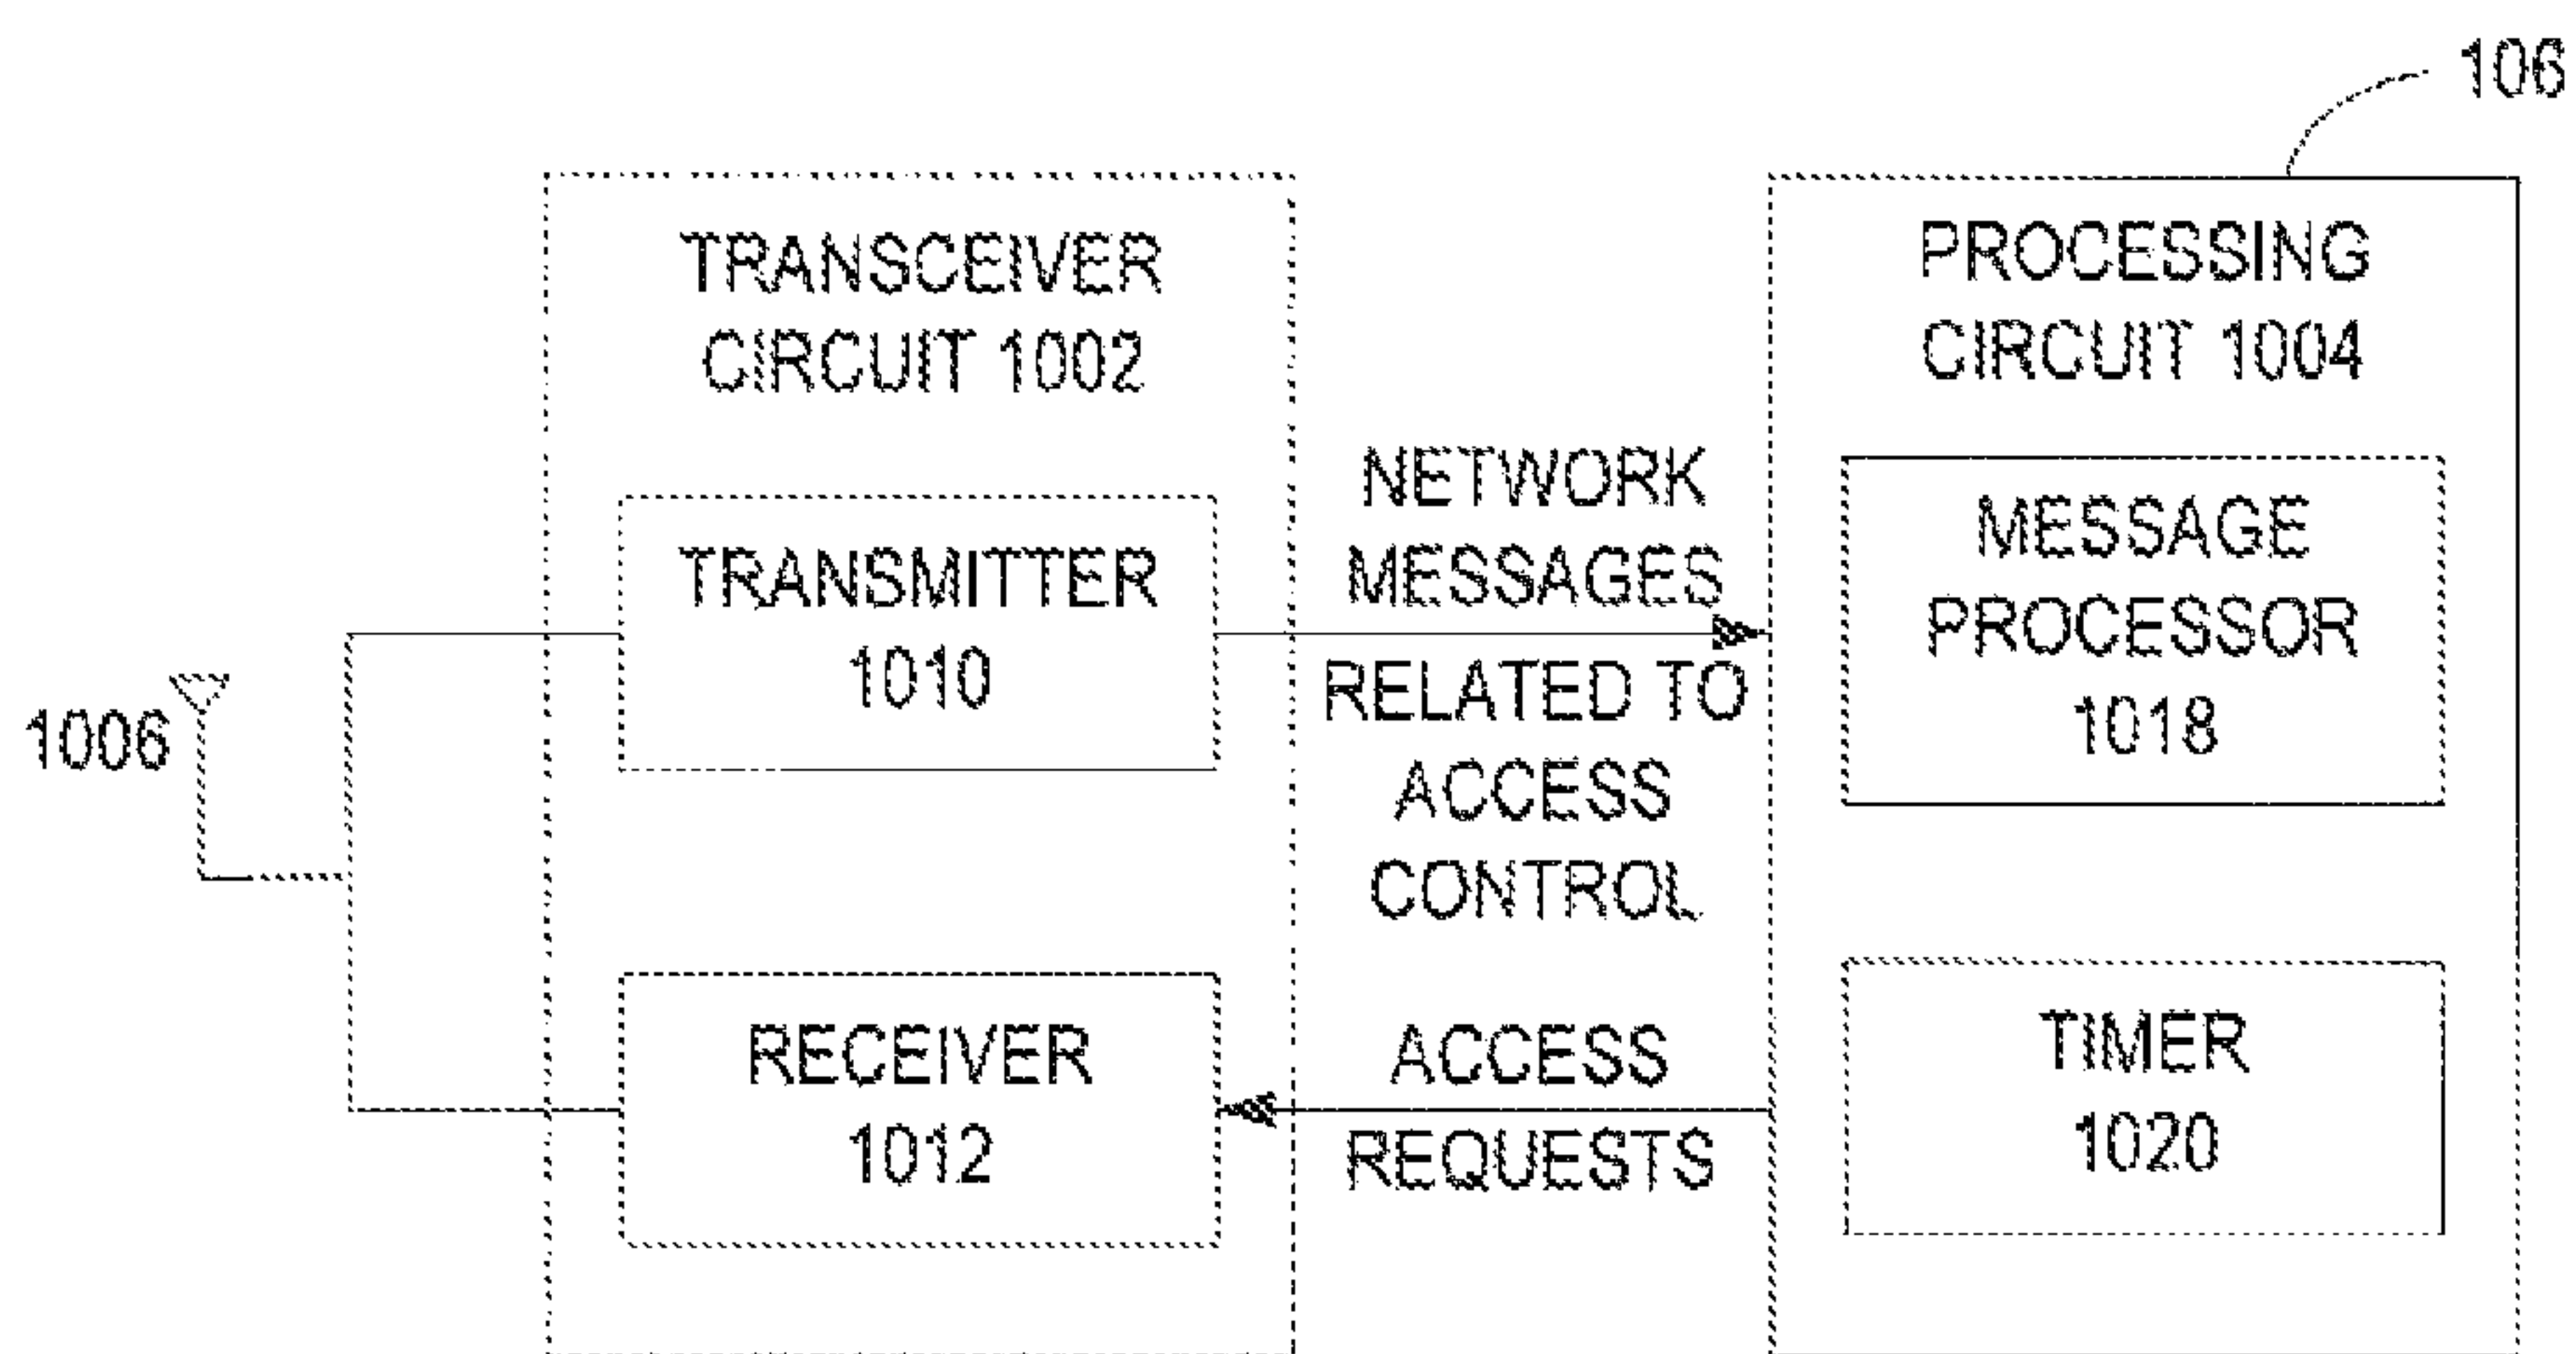 106
TRANSCEIVER
CIRCUIT 1002
PROCESSING
CIRCUIT 1004
NETWORK
MESSAGES
RELATED TO
ACCESS
CONTROL
TRANSMITTER
1010
MESSAGE
PROCESSOR
1018
1006
RECEIVER
1012
ACCESS
REQUESTS
TIMER
1020